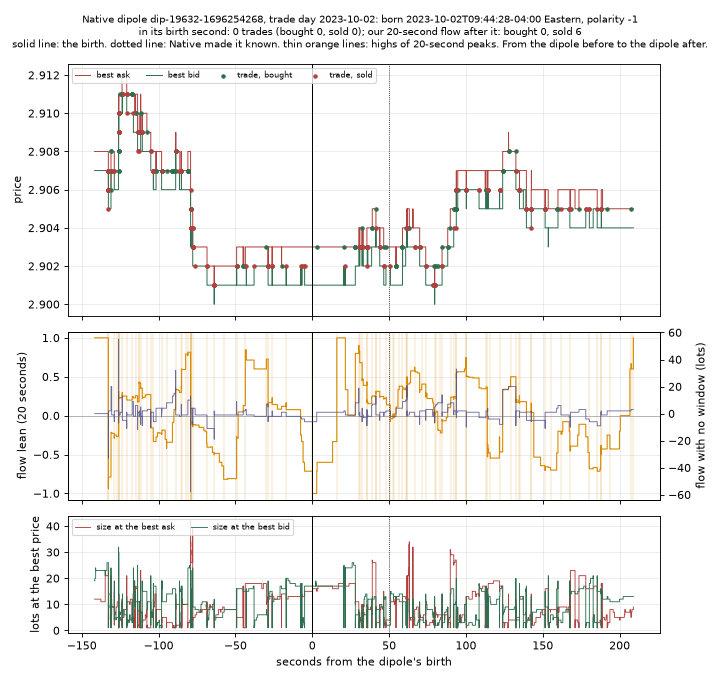 Native dipole dip-19632-1696254268, trade day 2023-10-02: born 2023-10-02T09:44:28-04:00 Eastern, polarity -1
in its birth second: 0 trades (bought 0, sold 0); our 20-second flow after it: bought 0, sold 6
solid line: the birth. dotted line: Native made it known. thin orange lines: highs of 20-second peaks. From the dipole before to the dipole after.
best ask
best bid
trade, bought
trade, sold
2.912
2.910
2.908
2.906
2.904
2.902
2.900
price
1.0
0.5
0.0
−0.5
−1.0
flow lean (20 seconds)
60
40
20
0
−20
−40
−60
flow with no window (lots)
size at the best ask
size at the best bid
40
30
20
10
0
lots at the best price
−150
−100
−50
0
50
100
150
200
seconds from the dipole's birth